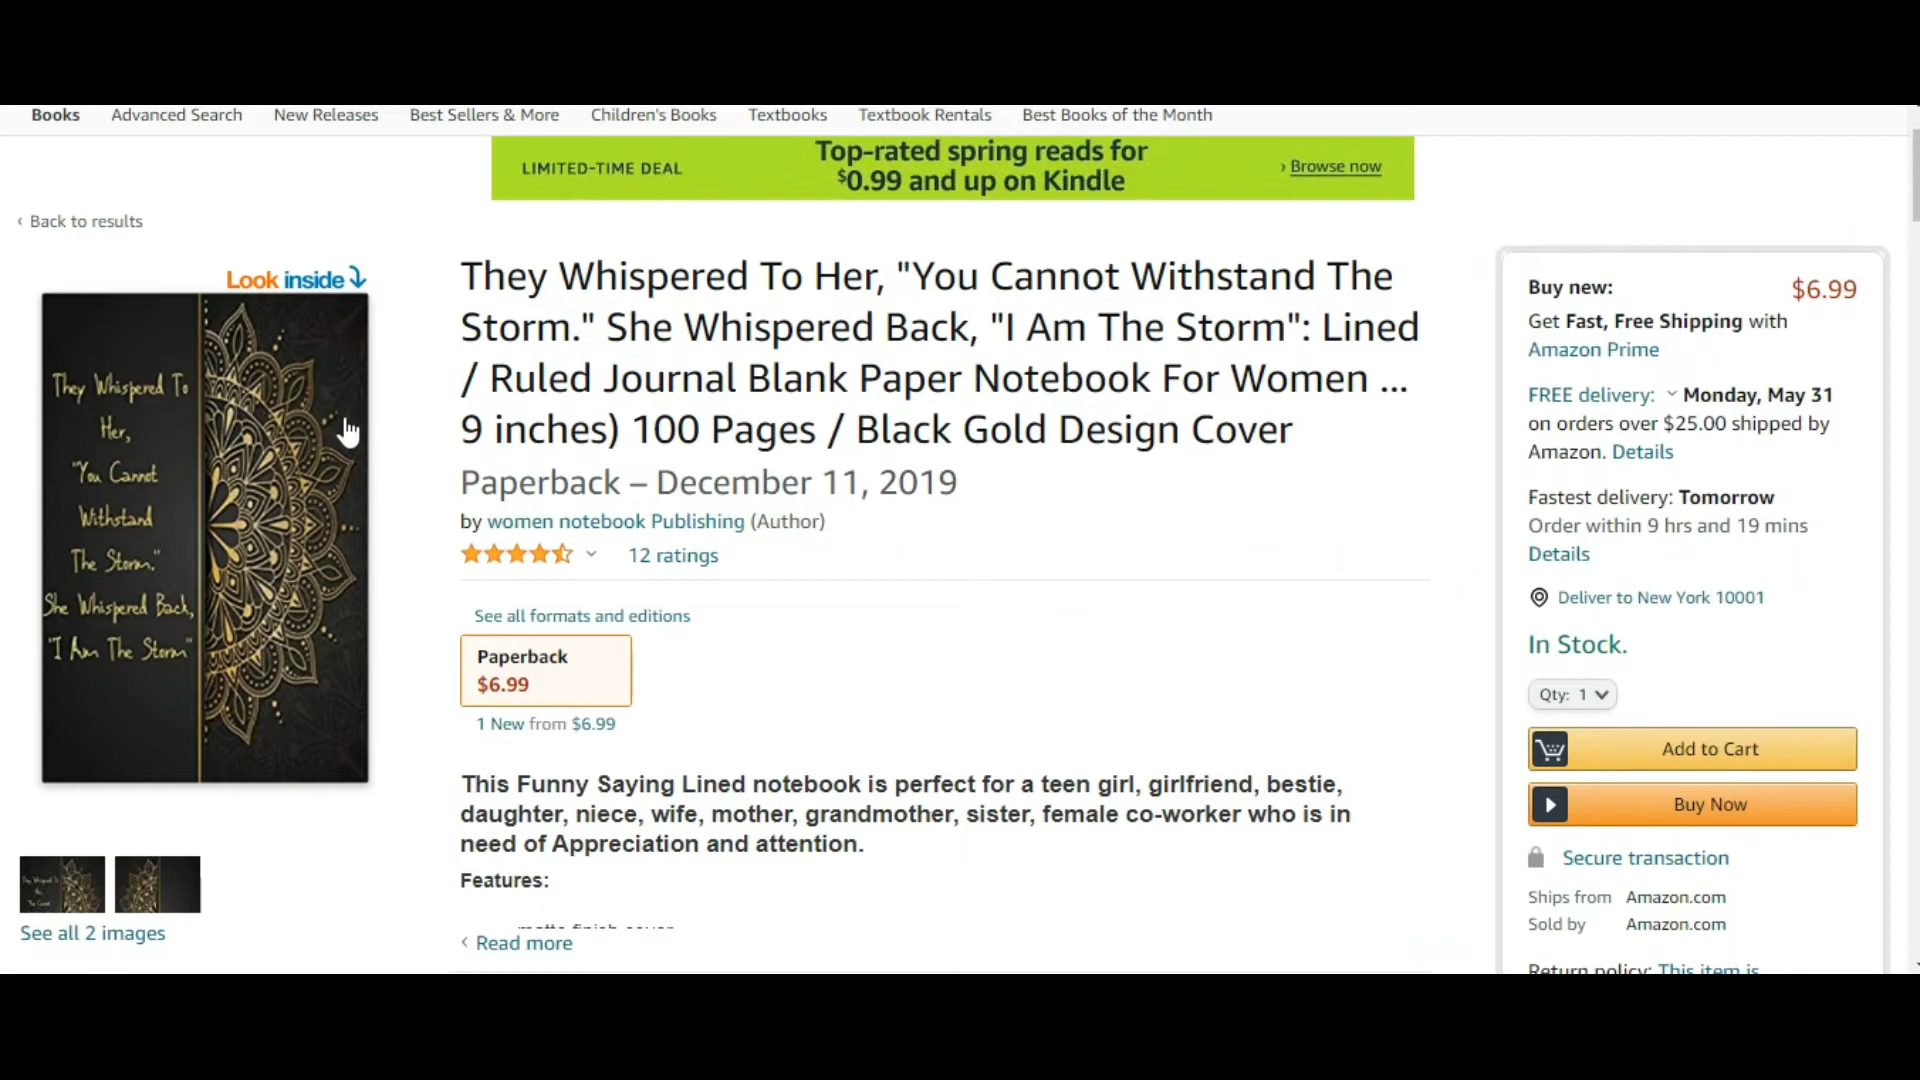 Books Advanced Search New Releases Best Sellers & More Children's Books Textbooks Textbook Rentals Best Books of the Month
LIMITED-TIME DEAL
Top-rated spring reads for
$0.99 and up on Kindle
› Browse now
‹ Back to results
Look inside
They Whispered To
Her,
"You Cannot
Withstand
The Storm."
She Whispered Back,
"I Am The Storm"
See all 2 images
They Whispered To Her, "You Cannot Withstand The
Storm." She Whispered Back, "I Am The Storm": Lined
/ Ruled Journal Blank Paper Notebook For Women ...
9 inches) 100 Pages / Black Gold Design Cover
Paperback – December 11, 2019
by women notebook Publishing (Author)
12 ratings
See all formats and editions
Paperback
$6.99
1 New from $6.99
This Funny Saying Lined notebook is perfect for a teen girl, girlfriend, bestie,
daughter, niece, wife, mother, grandmother, sister, female co-worker who is in
need of Appreciation and attention.
Features:
matte finish cover
‹ Read more
Buy new: $6.99
Get Fast, Free Shipping with
Amazon Prime
FREE delivery: Monday, May 31
on orders over $25.00 shipped by
Amazon. Details
Fastest delivery: Tomorrow
Order within 9 hrs and 19 mins
Details
Deliver to New York 10001
In Stock.
Qty: 1
Add to Cart
Buy Now
Secure transaction
Ships from Amazon.com
Sold by Amazon.com
Return policy: This item is